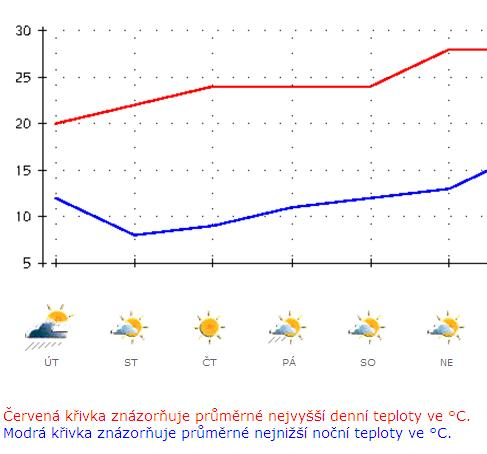 30
25
20
15
10
5
ÚT ST ČT PÁ SO NE
Červená křivka znázorňuje průměrné nejvyšší denní teploty ve °C.
Modrá křivka znázorňuje průměrné nejnižší noční teploty ve °C.